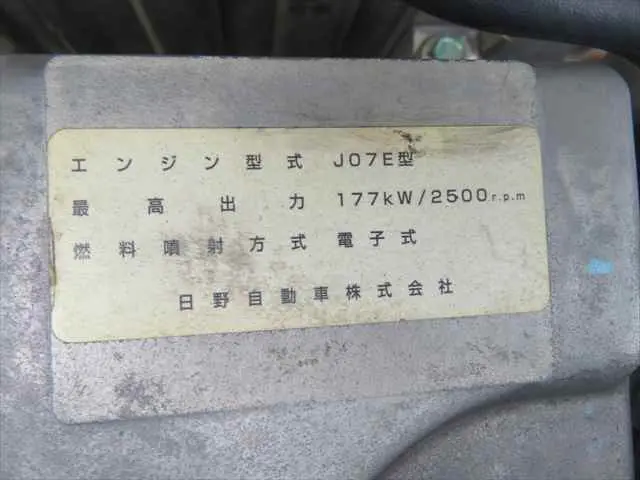 エンジン型式 J07E型
最高出力 177kW/2500r.p.m
燃料噴射方式 電子式
日野自動車株式会社